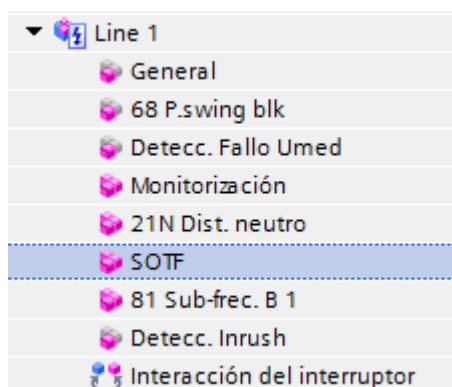 Line 1
General
68 P.swing blk
Detecc. Fallo Umed
Monitorización
21N Dist. neutro
SOTF
81 Sub-frec. B 1
Detecc. Inrush
Interacción del interruptor